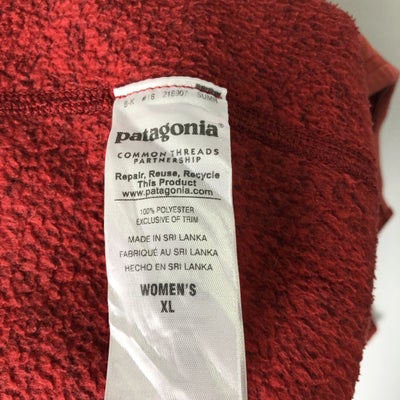 patagonia®
COMMON THREADS
PARTNERSHIP
Repair, Reuse, Recycle
This Product
www.patagonia.com
100% POLYESTER
EXCLUSIVE OF TRIM
MADE IN SRI LANKA
FABRIQUÉ AU SRI LANKA
HECHO EN SRI LANKA
WOMEN'S
XL